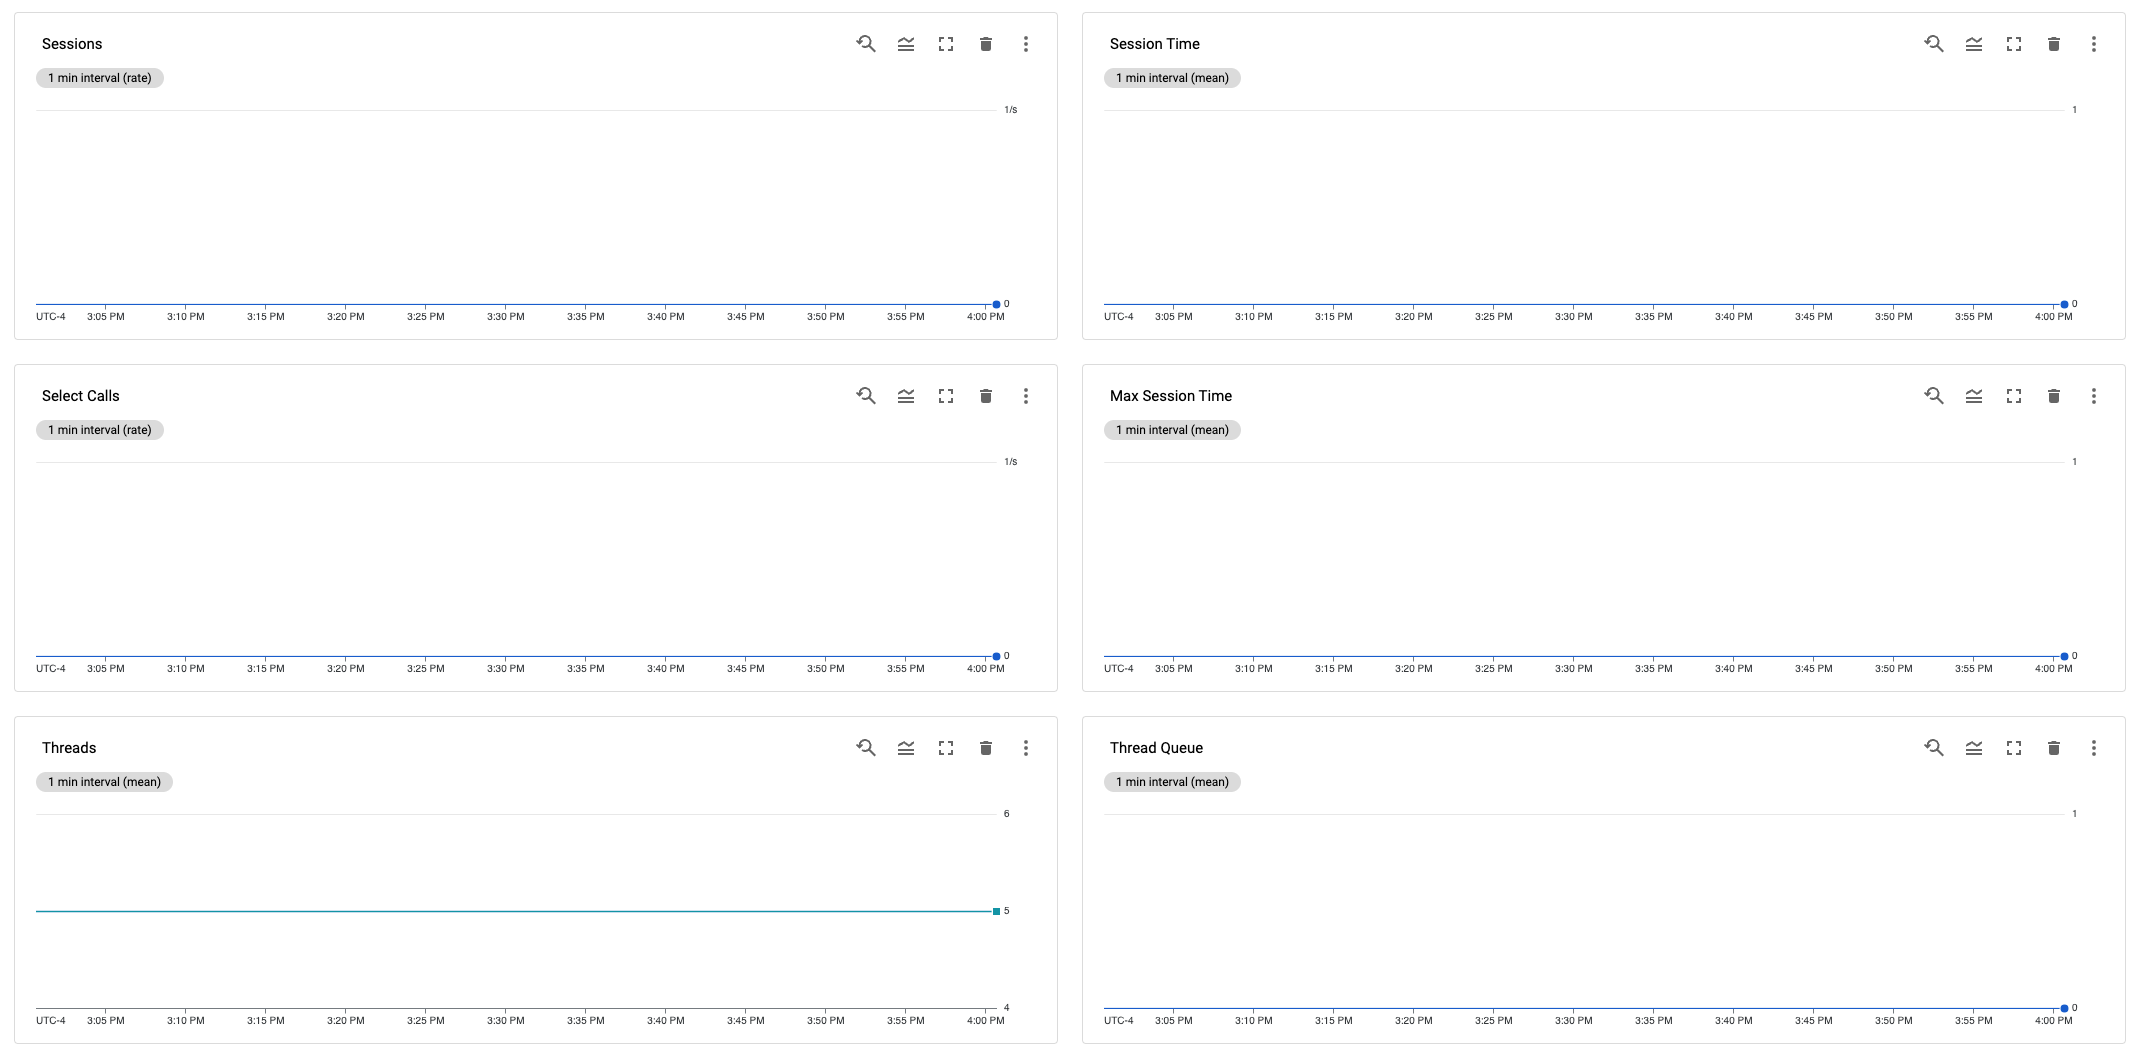 Sessions
1 min interval (rate)
1/s
0
UTC-4 3:05 PM 3:10 PM 3:15 PM 3:20 PM 3:25 PM 3:30 PM 3:35 PM 3:40 PM 3:45 PM 3:50 PM 3:55 PM 4:00 PM
Session Time
1 min interval (mean)
1
0
UTC-4 3:05 PM 3:10 PM 3:15 PM 3:20 PM 3:25 PM 3:30 PM 3:35 PM 3:40 PM 3:45 PM 3:50 PM 3:55 PM 4:00 PM
Select Calls
1 min interval (rate)
1/s
0
UTC-4 3:05 PM 3:10 PM 3:15 PM 3:20 PM 3:25 PM 3:30 PM 3:35 PM 3:40 PM 3:45 PM 3:50 PM 3:55 PM 4:00 PM
Max Session Time
1 min interval (mean)
1
0
UTC-4 3:05 PM 3:10 PM 3:15 PM 3:20 PM 3:25 PM 3:30 PM 3:35 PM 3:40 PM 3:45 PM 3:50 PM 3:55 PM 4:00 PM
Threads
1 min interval (mean)
6
5
4
UTC-4 3:05 PM 3:10 PM 3:15 PM 3:20 PM 3:25 PM 3:30 PM 3:35 PM 3:40 PM 3:45 PM 3:50 PM 3:55 PM 4:00 PM
Thread Queue
1 min interval (mean)
1
0
UTC-4 3:05 PM 3:10 PM 3:15 PM 3:20 PM 3:25 PM 3:30 PM 3:35 PM 3:40 PM 3:45 PM 3:50 PM 3:55 PM 4:00 PM